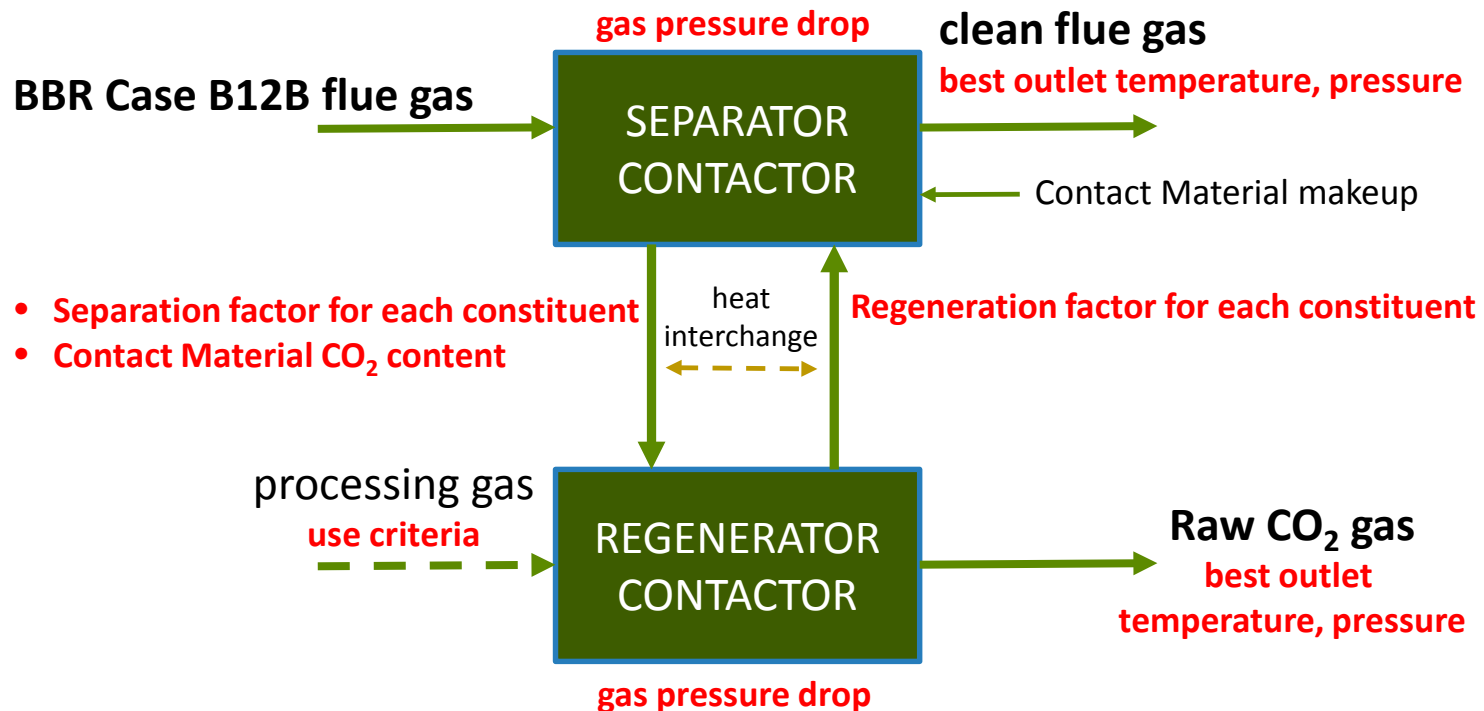 gas pressure drop
clean flue gas
best outlet temperature, pressure
BBR Case B12B flue gas
SEPARATOR
CONTACTOR
Contact Material makeup
• Separation factor for each constituent
• Contact Material CO₂ content
heat
interchange
Regeneration factor for each constituent
processing gas
use criteria
REGENERATOR
CONTACTOR
Raw CO₂ gas
best outlet
temperature, pressure
gas pressure drop